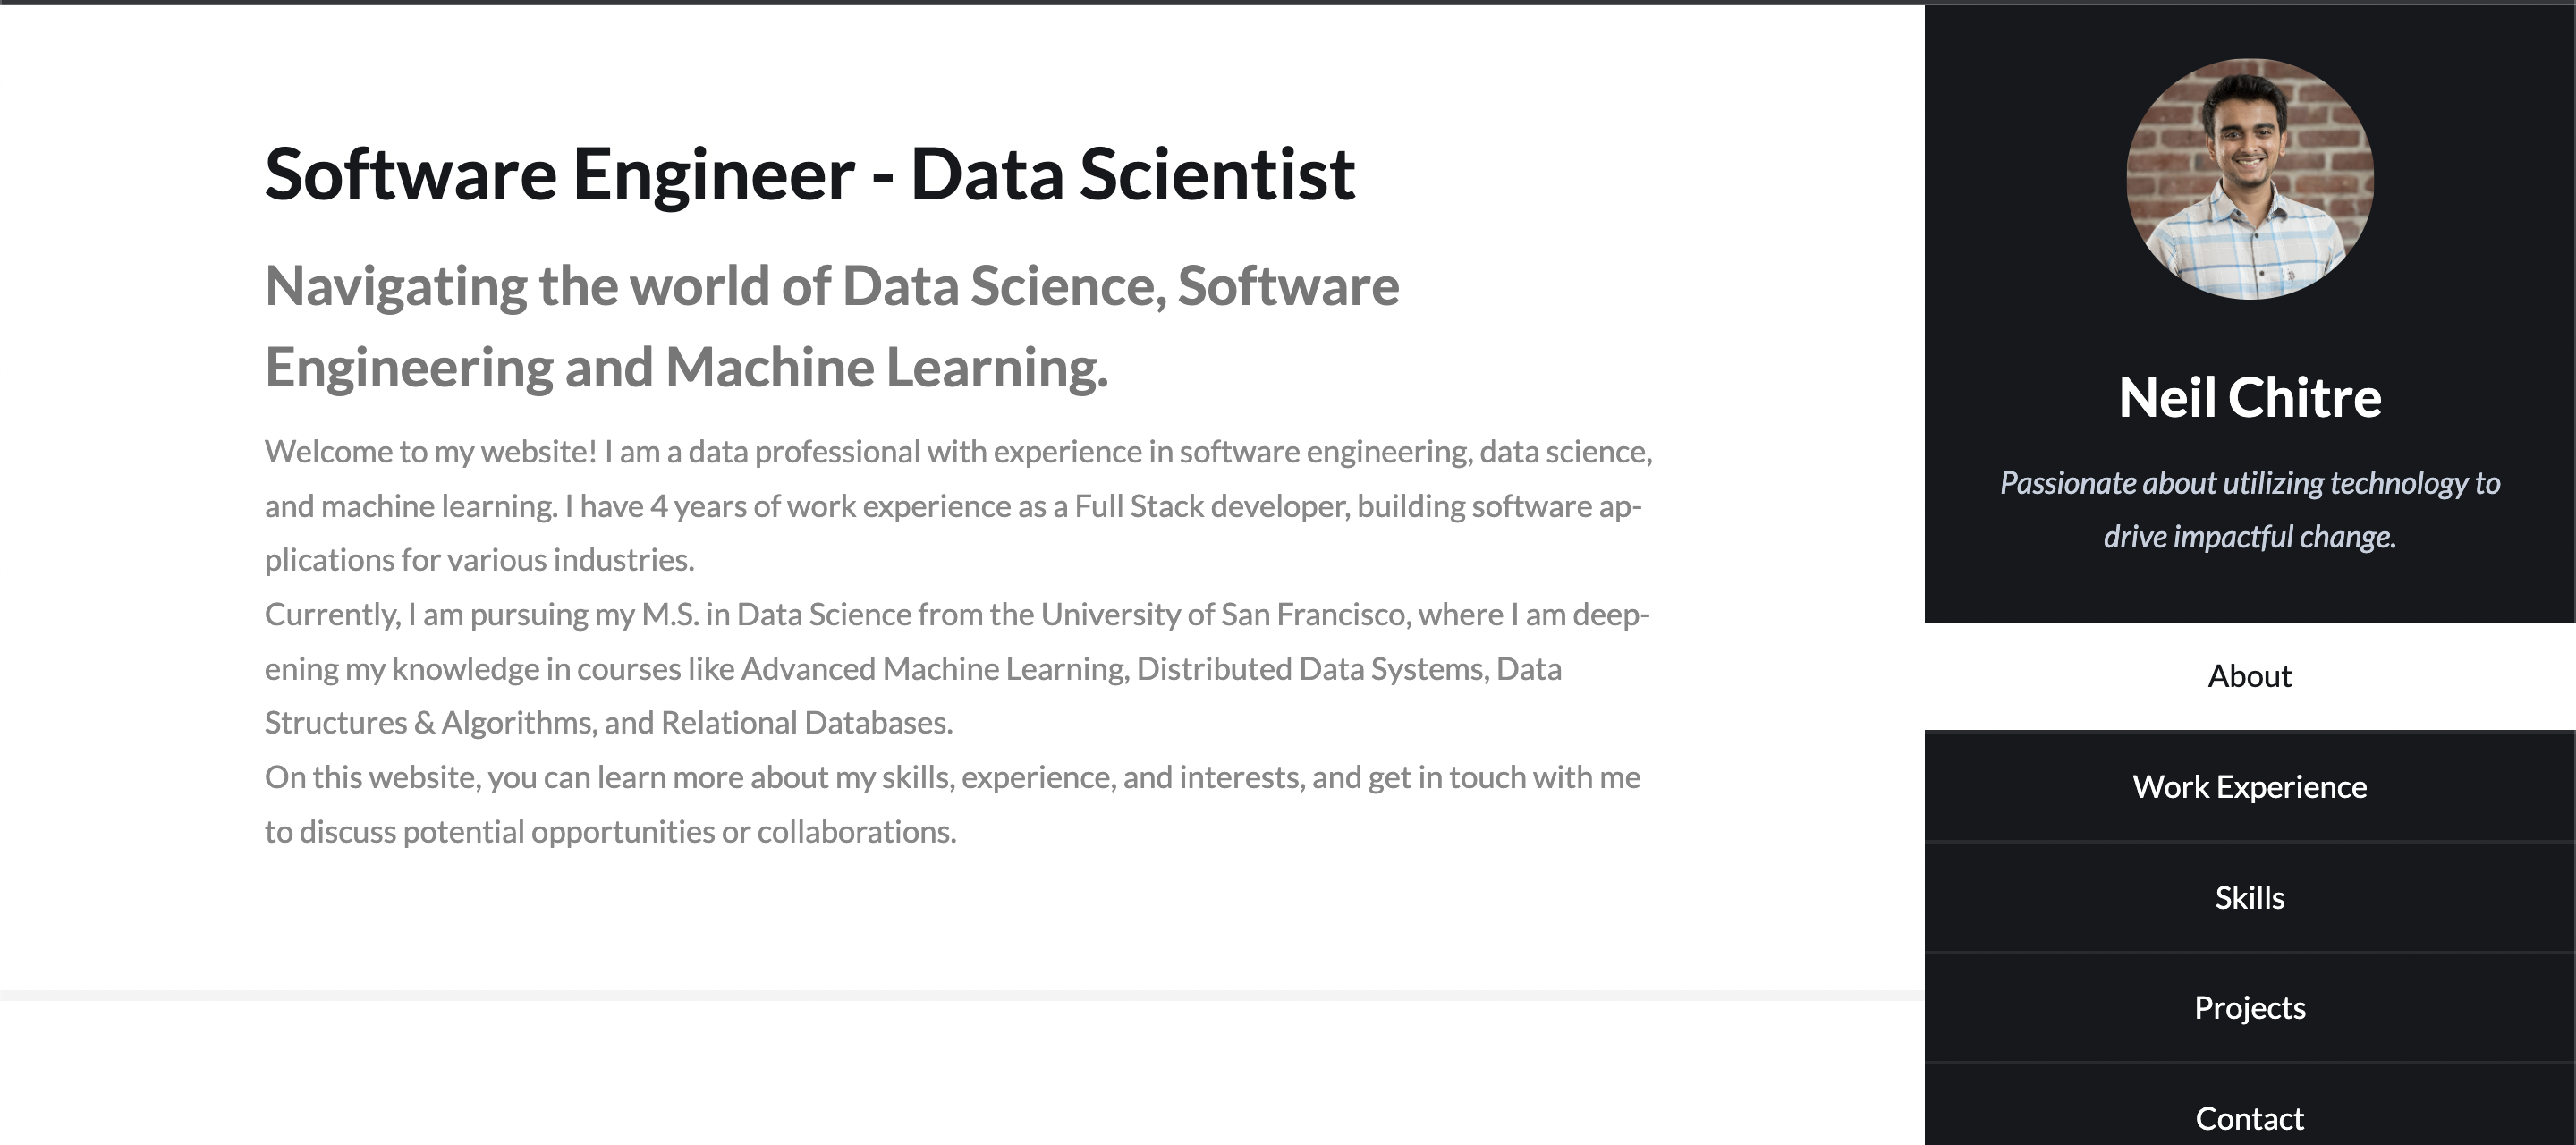 Software Engineer - Data Scientist
Navigating the world of Data Science, Software
Engineering and Machine Learning.
Welcome to my website! I am a data professional with experience in software engineering, data science,
and machine learning. I have 4 years of work experience as a Full Stack developer, building software ap-
plications for various industries.
Currently, I am pursuing my M.S. in Data Science from the University of San Francisco, where I am deep-
ening my knowledge in courses like Advanced Machine Learning, Distributed Data Systems, Data
Structures & Algorithms, and Relational Databases.
On this website, you can learn more about my skills, experience, and interests, and get in touch with me
to discuss potential opportunities or collaborations.
Neil Chitre
Passionate about utilizing technology to
drive impactful change.
About
Work Experience
Skills
Projects
Contact